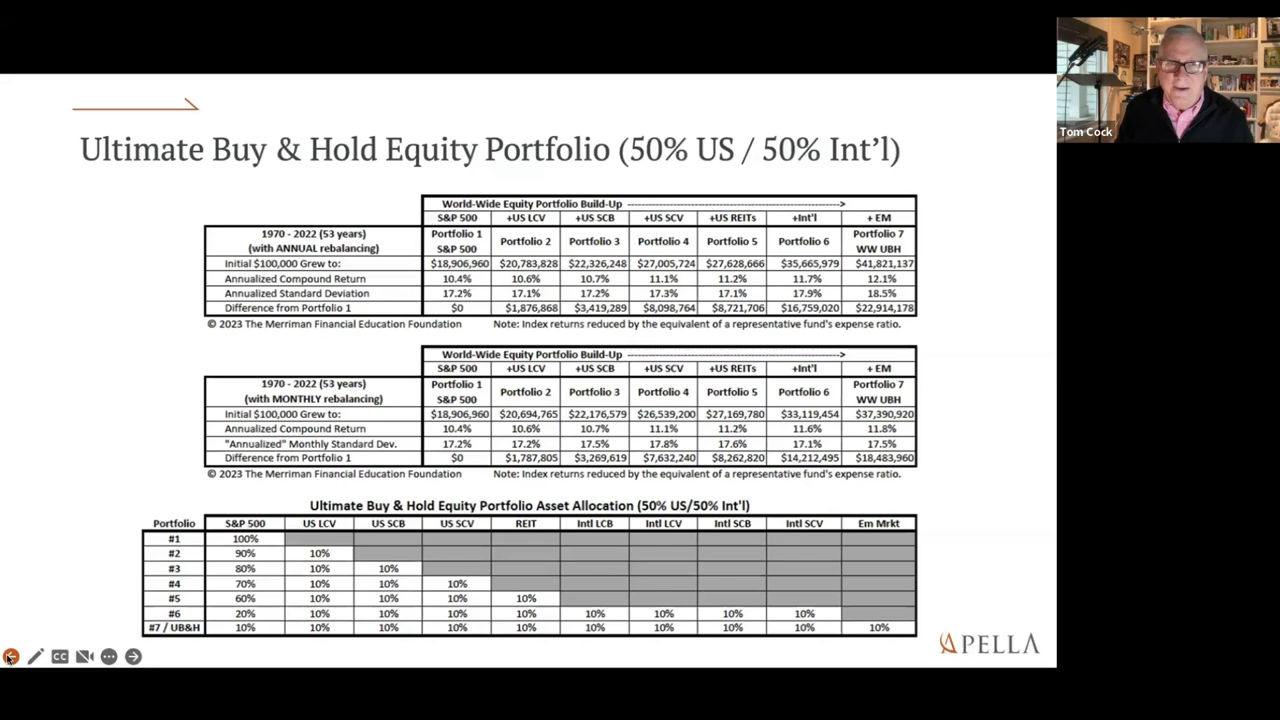 Tom Cock
Ultimate Buy & Hold Equity Portfolio (50% US / 50% Int'l)
World-Wide Equity Portfolio Build-Up ------------------------------------------------------>
S&P 500 +US LCV +US SCB +US SCV +US REITs +Int'l + EM
1970 - 2022 (53 years) Portfolio 1 Portfolio 2 Portfolio 3 Portfolio 4 Portfolio 5 Portfolio 6 Portfolio 7
(with ANNUAL rebalancing) S&P 500 WW UBH
Initial $100,000 Grew to: $18,906,960 $20,783,828 $22,326,248 $27,005,724 $27,628,666 $35,665,979 $41,821,137
Annualized Compound Return 10.4% 10.6% 10.7% 11.1% 11.2% 11.7% 12.1%
Annualized Standard Deviation 17.2% 17.1% 17.2% 17.3% 17.1% 17.9% 18.5%
Difference from Portfolio 1 $0 $1,876,868 $3,419,289 $8,098,764 $8,721,706 $16,759,020 $22,914,178
© 2023 The Merriman Financial Education Foundation Note: Index returns reduced by the equivalent of a representative fund's expense ratio.
World-Wide Equity Portfolio Build-Up ------------------------------------------------------>
S&P 500 +US LCV +US SCB +US SCV +US REITs +Int'l + EM
1970 - 2022 (53 years) Portfolio 1 Portfolio 2 Portfolio 3 Portfolio 4 Portfolio 5 Portfolio 6 Portfolio 7
(with MONTHLY rebalancing) S&P 500 WW UBH
Initial $100,000 Grew to: $18,906,960 $20,694,765 $22,176,579 $26,539,200 $27,169,780 $33,119,454 $37,390,920
Annualized Compound Return 10.4% 10.6% 10.7% 11.1% 11.2% 11.6% 11.8%
"Annualized" Monthly Standard Dev. 17.2% 17.2% 17.5% 17.8% 17.6% 17.1% 17.5%
Difference from Portfolio 1 $0 $1,787,805 $3,269,619 $7,632,240 $8,262,820 $14,212,495 $18,483,960
© 2023 The Merriman Financial Education Foundation Note: Index returns reduced by the equivalent of a representative fund's expense ratio.
Ultimate Buy & Hold Equity Portfolio Asset Allocation (50% US/50% Int'l)
Portfolio S&P 500 US LCV US SCB US SCV REIT Intl LCB Intl LCV Intl SCB Intl SCV Em Mrkt
#1 100%
#2 90% 10%
#3 80% 10% 10%
#4 70% 10% 10% 10%
#5 60% 10% 10% 10% 10%
#6 20% 10% 10% 10% 10% 10% 10% 10% 10%
#7 / UB&H 10% 10% 10% 10% 10% 10% 10% 10% 10% 10%
APELLA
CC